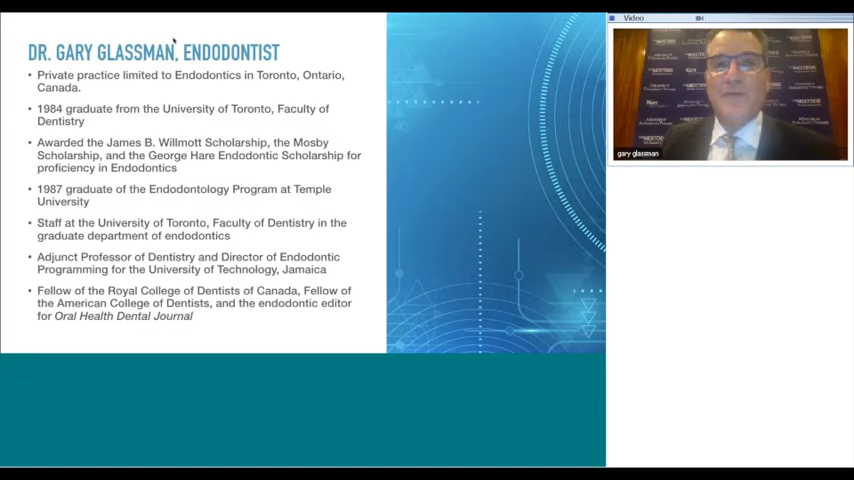 DR. GARY GLASSMAN, ENDODONTIST
• Private practice limited to Endodontics in Toronto, Ontario,
Canada.
• 1984 graduate from the University of Toronto, Faculty of
Dentistry
• Awarded the James B. Willmott Scholarship, the Mosby
Scholarship, and the George Hare Endodontic Scholarship for
proficiency in Endodontics
• 1987 graduate of the Endodontology Program at Temple
University
• Staff at the University of Toronto, Faculty of Dentistry in the
graduate department of endodontics
• Adjunct Professor of Dentistry and Director of Endodontic
Programming for the University of Technology, Jamaica
• Fellow of the Royal College of Dentists of Canada, Fellow of
the American College of Dentists, and the endodontic editor
for Oral Health Dental Journal
Video
gary glassman